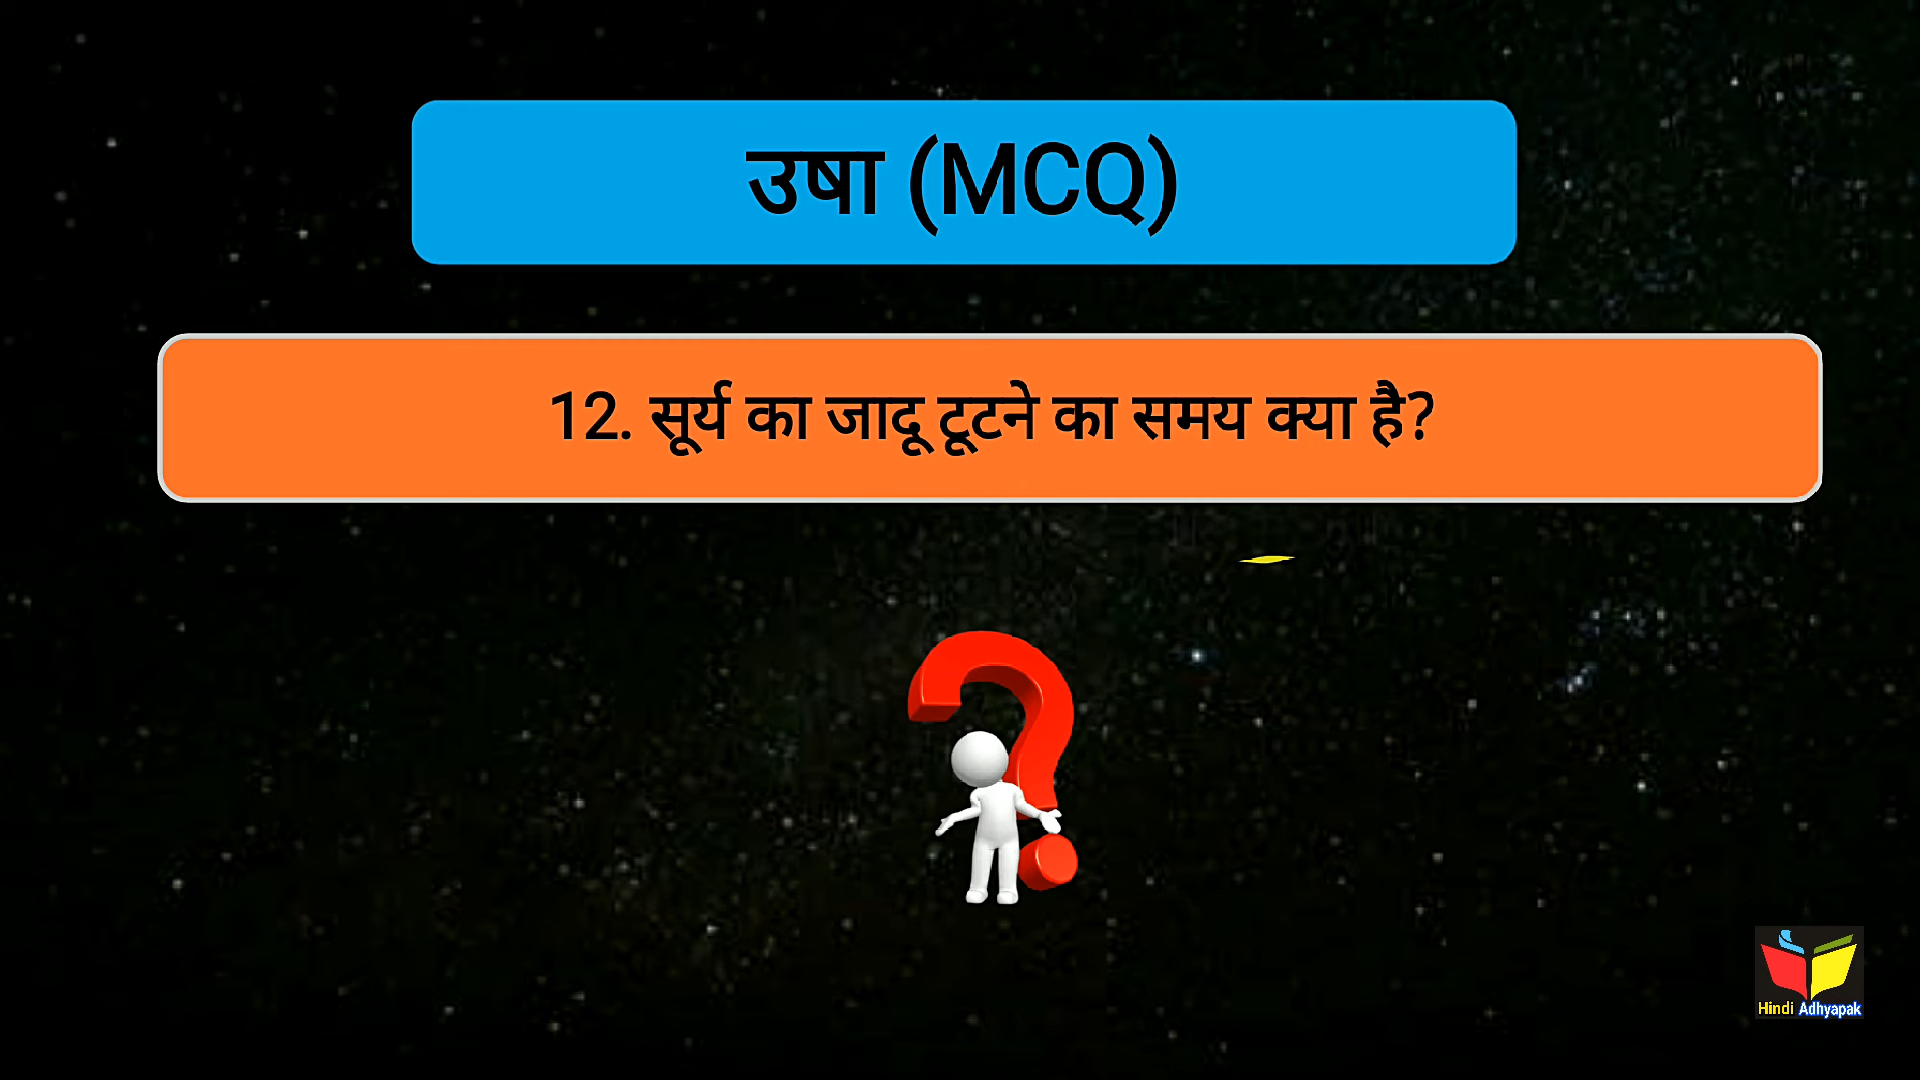 उषा (MCQ)
12. सूर्य का जादू टूटने का समय क्या है?
Hindi Adhyapak